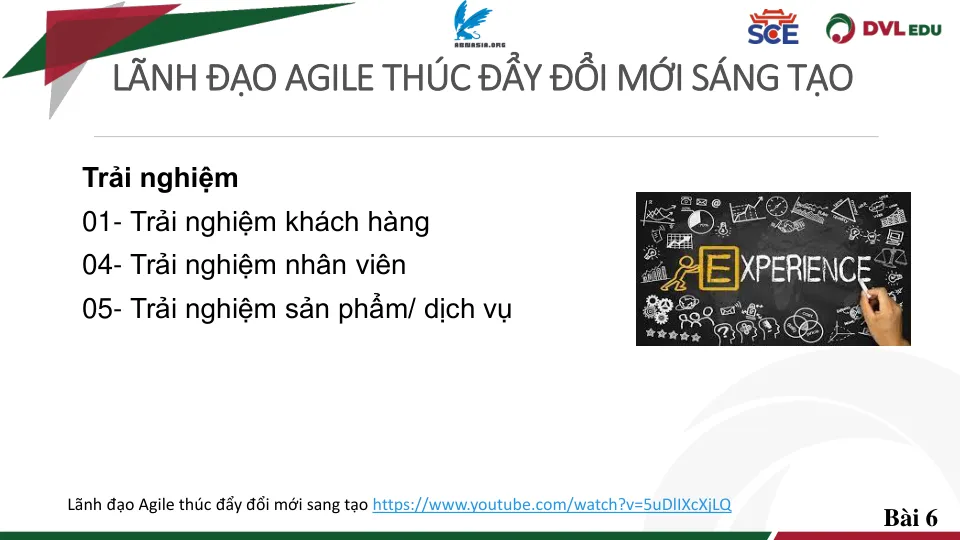 ARMASIA.ORG
SCE
DVL EDU
LÃNH ĐẠO AGILE THÚC ĐẨY ĐỔI MỚI SÁNG TẠO
Trải nghiệm
01- Trải nghiệm khách hàng
04- Trải nghiệm nhân viên
05- Trải nghiệm sản phẩm/ dịch vụ
EXPERIENCE
Lãnh đạo Agile thúc đẩy đổi mới sang tạo https://www.youtube.com/watch?v=5uDlIXcXjLQ
Bài 6